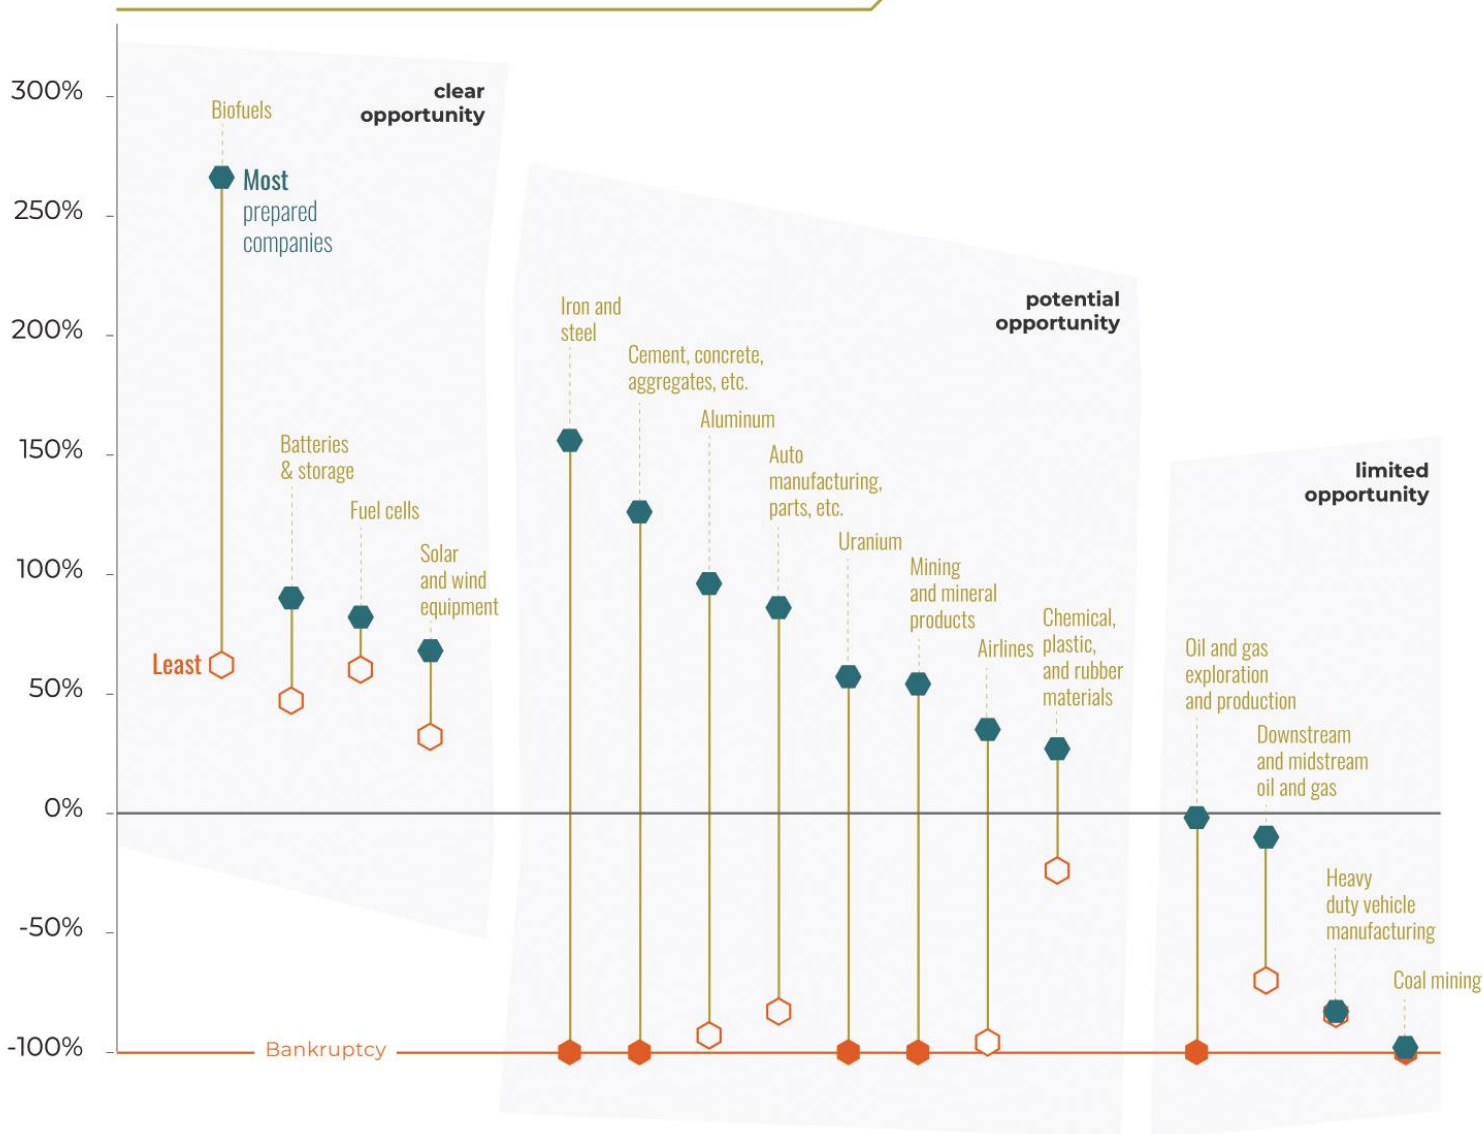 300%
250%
200%
150%
100%
50%
0%
-50%
-100%
clear
opportunity
Biofuels
Most
prepared
companies
Least
Batteries
& storage
Fuel cells
Solar
and wind
equipment
potential
opportunity
Iron and
steel
Cement, concrete,
aggregates, etc.
Aluminum
Auto
manufacturing,
parts, etc.
Uranium
Mining
and mineral
products
Airlines
Chemical,
plastic,
and rubber
materials
limited
opportunity
Oil and gas
exploration
and production
Downstream
and midstream
oil and gas
Heavy
duty vehicle
manufacturing
Coal mining
Bankruptcy